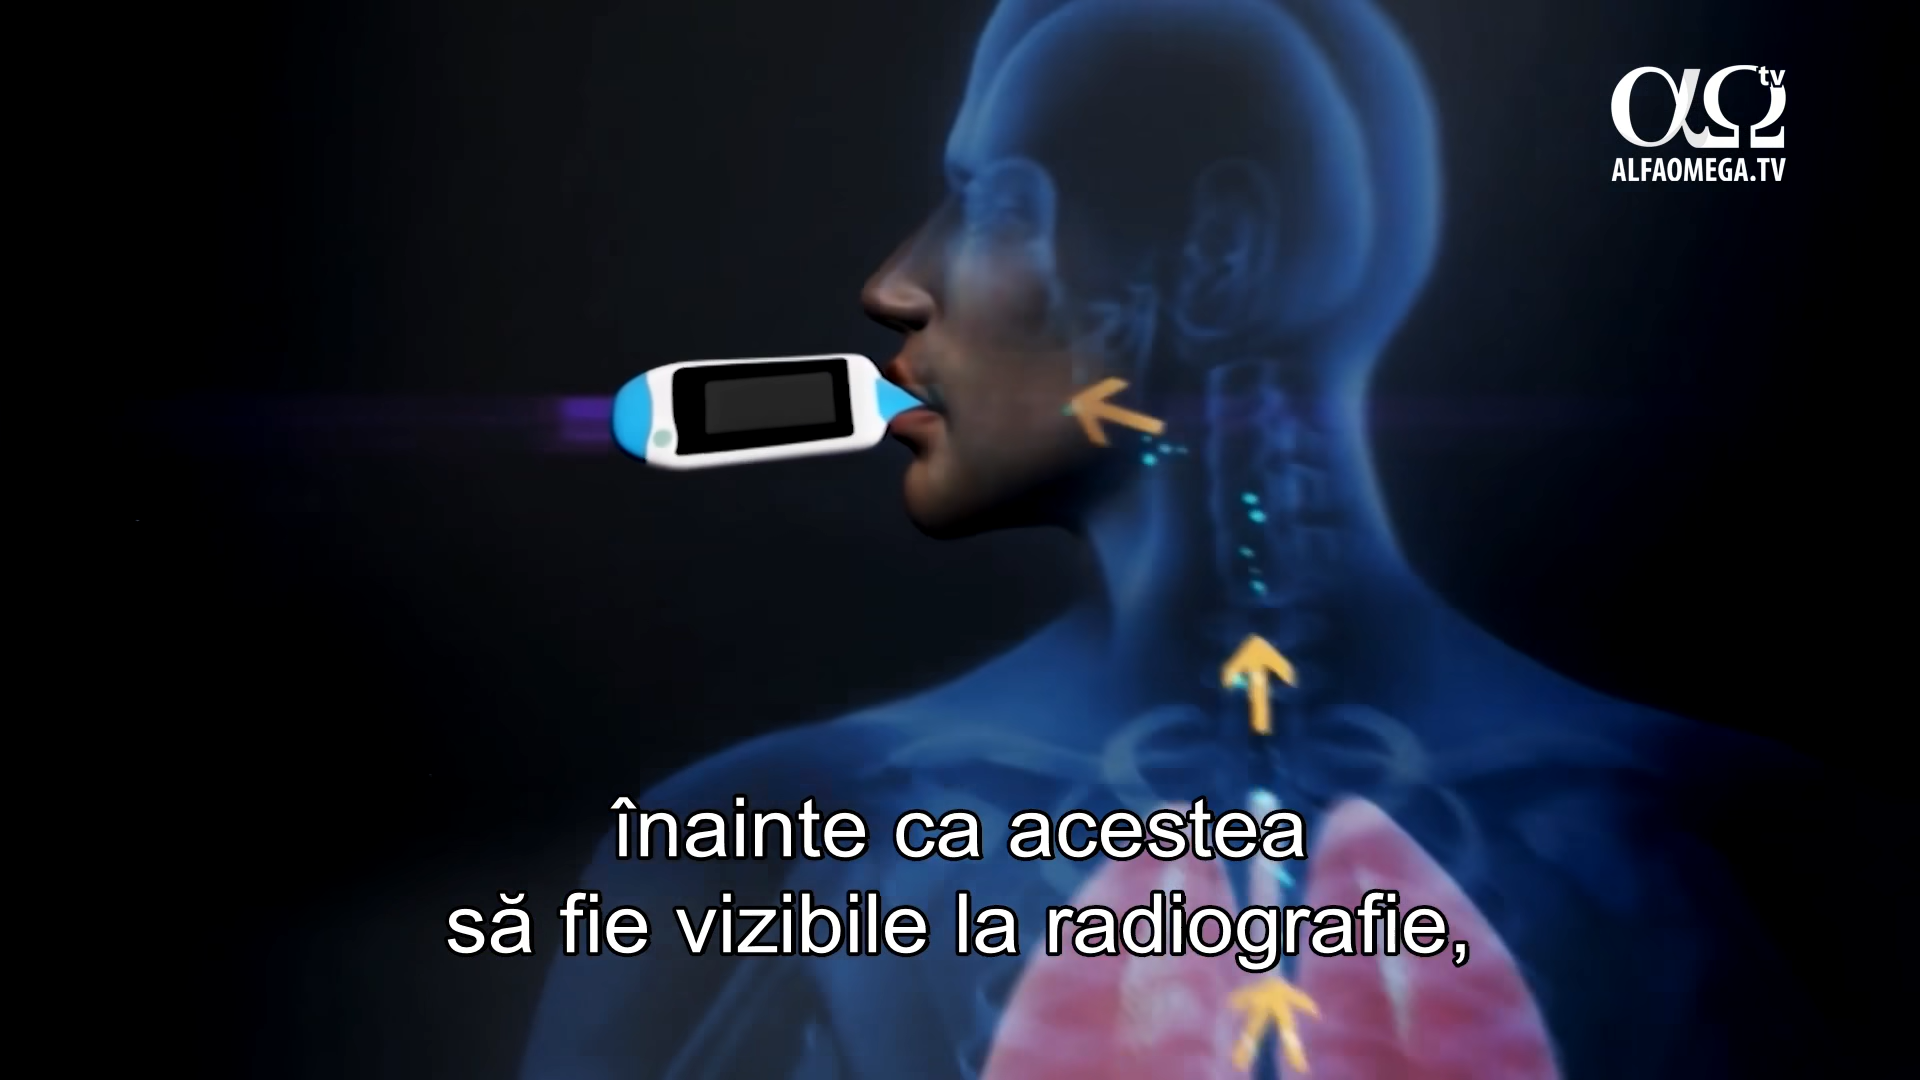 αΩ tv
ALFAOMEGA.TV
înainte ca acestea
să fie vizibile la radiografie,